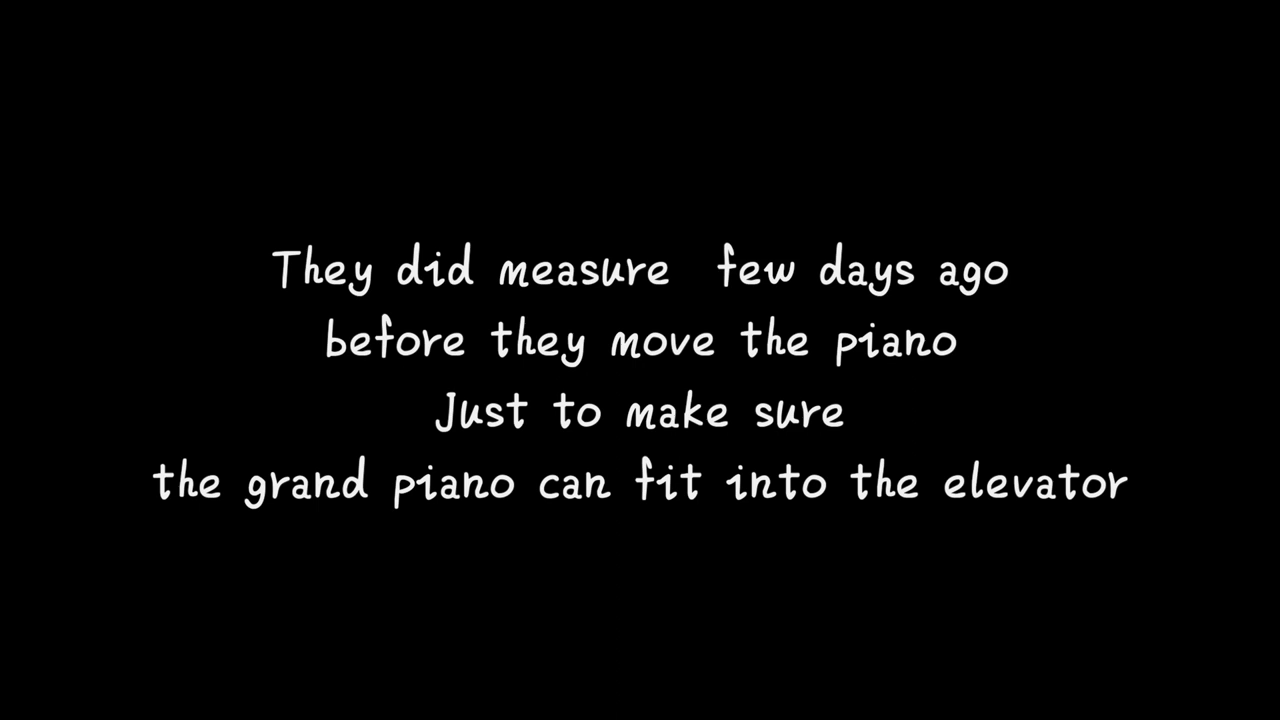 They did measure  few days ago
before they move the piano
Just to make sure
the grand piano can fit into the elevator